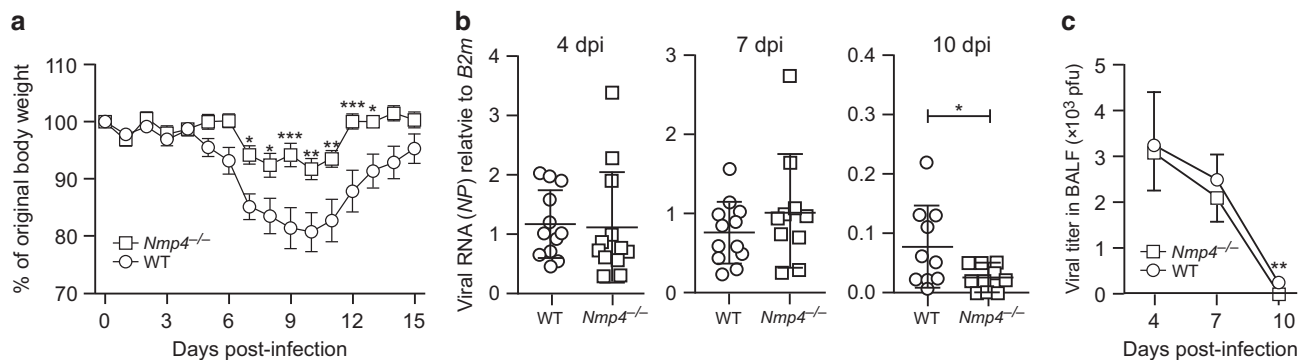 a
% of original body weight
110
100
90
80
70
* * *** ** ** *** *
Nmp4–/–
WT
0 3 6 9 12 15
Days post-infection
b
Viral RNA (NP) relatvie to B2m
4 dpi
4
3
2
1
0
WT Nmp4–/–
7 dpi
3
2
1
0
WT Nmp4–/–
10 dpi
0.4
0.3
0.2
0.1
0.0
*
WT Nmp4–/–
c
Viral titer in BALF (×10³ pfu)
5
4
3
2
1
0
**
Nmp4–/–
WT
4 7 10
Days post-infection